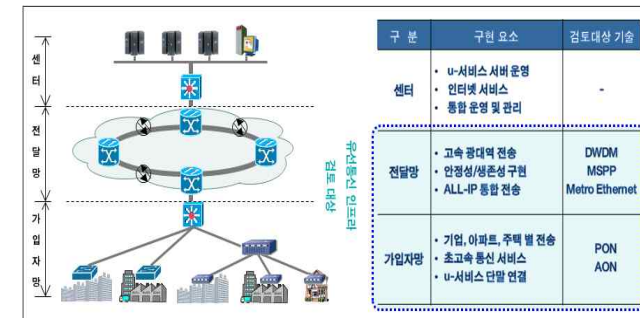 센
터
전
달
망
가
입
자
망
유선통신 인프라
검토 대상
구 분 구현 요소 검토대상 기술
센터
• u-서비스 서버 운영
• 인터넷 서비스
• 통합 운영 및 관리
-
전달망
• 고속 광대역 전송
• 안정성/생존성 구현
• ALL-IP 통합 전송
DWDM
MSPP
Metro Ethernet
가입자망
• 기업, 아파트, 주택 별 전송
• 초고속 통신 서비스
• u-서비스 단말 연결
PON
AON